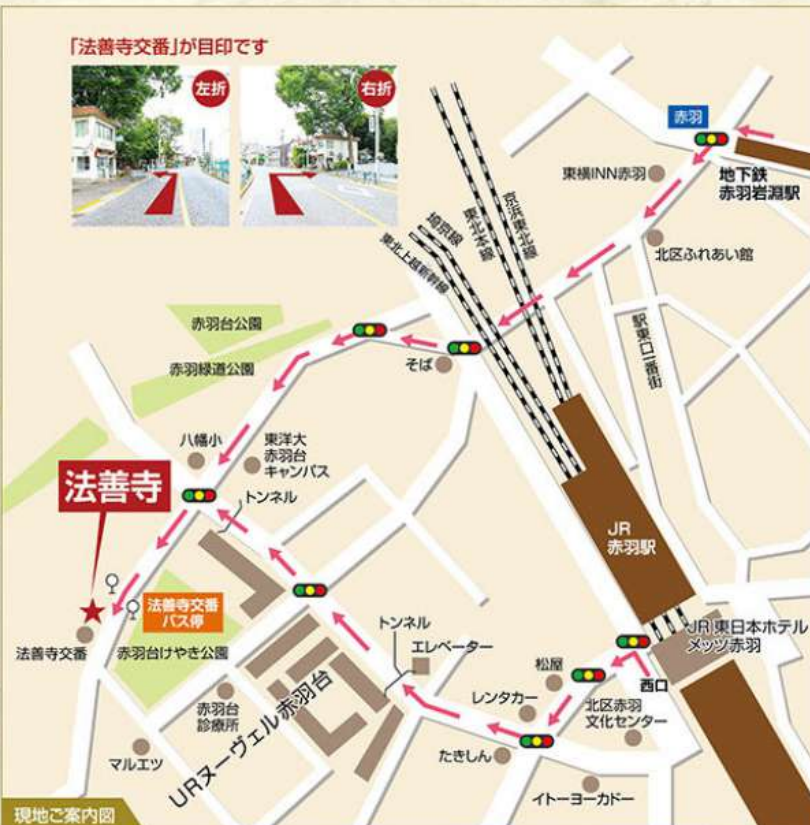 「法善寺交番」が目印です
左折
右折
赤羽
地下鉄
赤羽岩淵駅
東横INN赤羽
北区ふれあい館
京浜東北線
東北本線
埼京線
東北上越新幹線
駅東口一番街
赤羽台公園
赤羽緑道公園
そば
八幡小
東洋大
赤羽台
キャンパス
法善寺
トンネル
JR
赤羽駅
法善寺交番
バス停
法善寺交番
赤羽台けやき公園
トンネル
エレベーター
JR東日本ホテル
メッツ赤羽
松屋
西口
レンタカー
北区赤羽
文化センター
赤羽台
診療所
URヌーヴェル赤羽台
たきしん
マルエツ
イトーヨーカドー
現地ご案内図